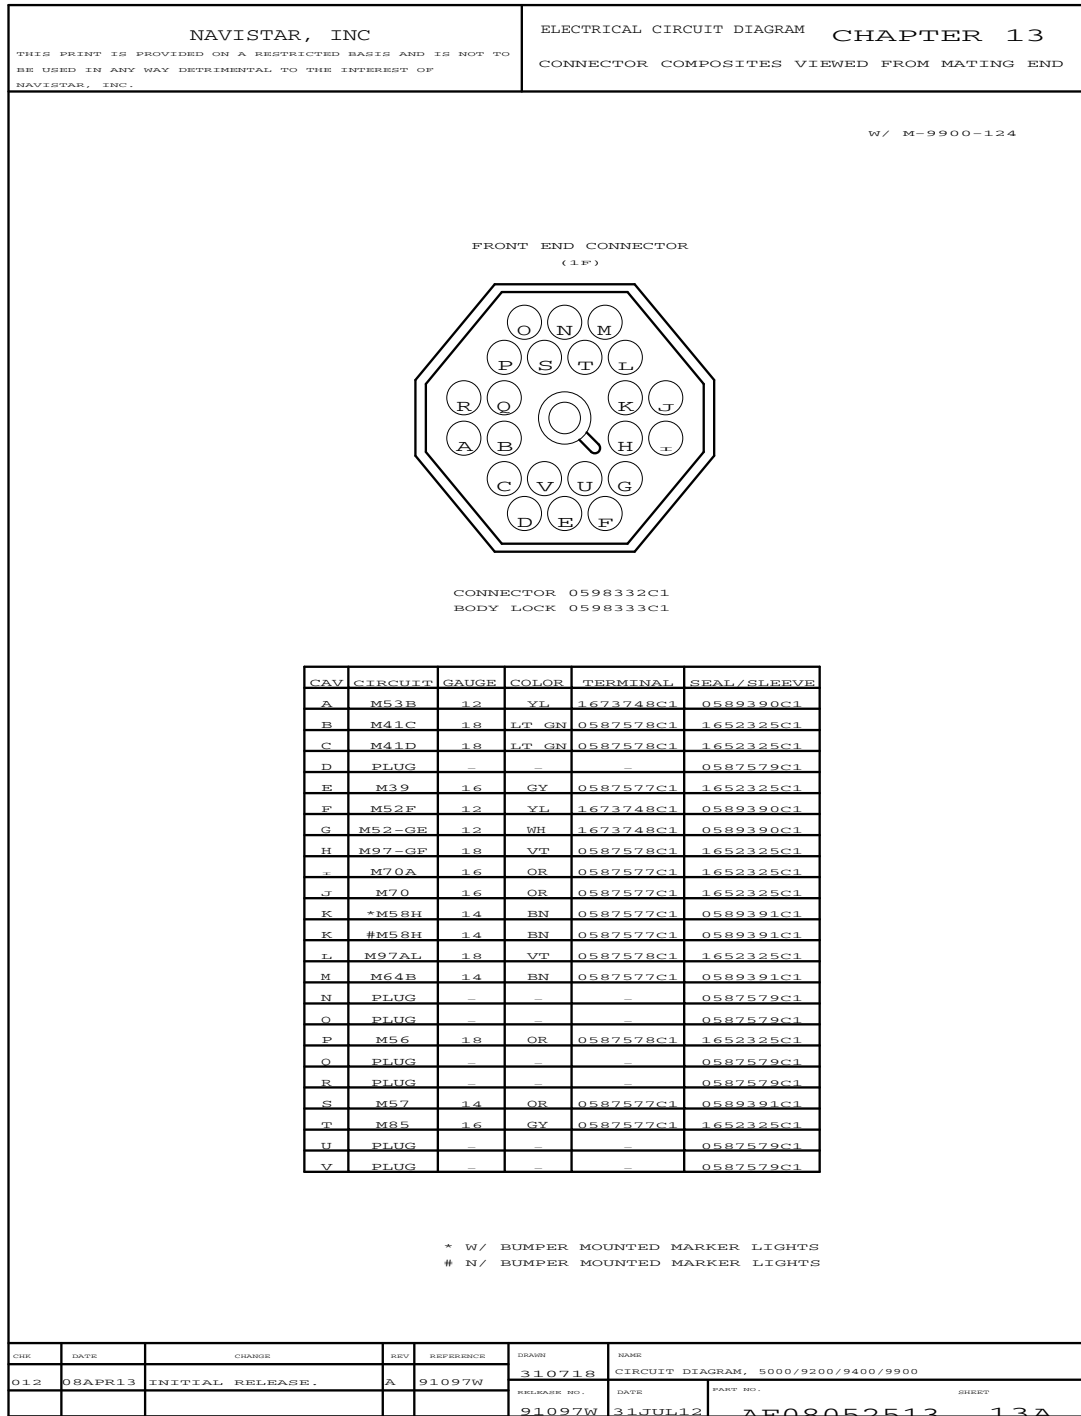 NAVISTAR, INC
THIS PRINT IS PROVIDED ON A RESTRICTED BASIS AND IS NOT TO
BE USED IN ANY WAY DETRIMENTAL TO THE INTEREST OF
NAVISTAR, INC.
ELECTRICAL CIRCUIT DIAGRAM CHAPTER 13
CONNECTOR COMPOSITES VIEWED FROM MATING END
W/ M-9900-124
FRONT END CONNECTOR
(1F)
O N M
P S T L
R Q K J
A B H I
C V U G
D E F
CONNECTOR 0598332C1
BODY LOCK 0598333C1
CAV CIRCUIT GAUGE COLOR TERMINAL SEAL/SLEEVE
A M53B 12 YL 1673748C1 0589390C1
B M41C 18 LT GN 0587578C1 1652325C1
C M41D 18 LT GN 0587578C1 1652325C1
D PLUG – – – 0587579C1
E M39 16 GY 0587577C1 1652325C1
F M52F 12 YL 1673748C1 0589390C1
G M52-GE 12 WH 1673748C1 0589390C1
H M97-GF 18 VT 0587578C1 1652325C1
I M70A 16 OR 0587577C1 1652325C1
J M70 16 OR 0587577C1 1652325C1
K *M58H 14 BN 0587577C1 0589391C1
K #M58H 14 BN 0587577C1 0589391C1
L M97AL 18 VT 0587578C1 1652325C1
M M64B 14 BN 0587577C1 0589391C1
N PLUG – – – 0587579C1
O PLUG – – – 0587579C1
P M56 18 OR 0587578C1 1652325C1
Q PLUG – – – 0587579C1
R PLUG – – – 0587579C1
S M57 14 OR 0587577C1 0589391C1
T M85 16 GY 0587577C1 1652325C1
U PLUG – – – 0587579C1
V PLUG – – – 0587579C1
* W/ BUMPER MOUNTED MARKER LIGHTS
# N/ BUMPER MOUNTED MARKER LIGHTS
CHK DATE CHANGE REV REFERENCE
012 08APR13 INITIAL RELEASE. A 91097W
DRAWN
310718
NAME
CIRCUIT DIAGRAM, 5000/9200/9400/9900
RELEASE NO.
91097W
DATE
31JUL12
PART NO. SHEET
AF08052513 13A